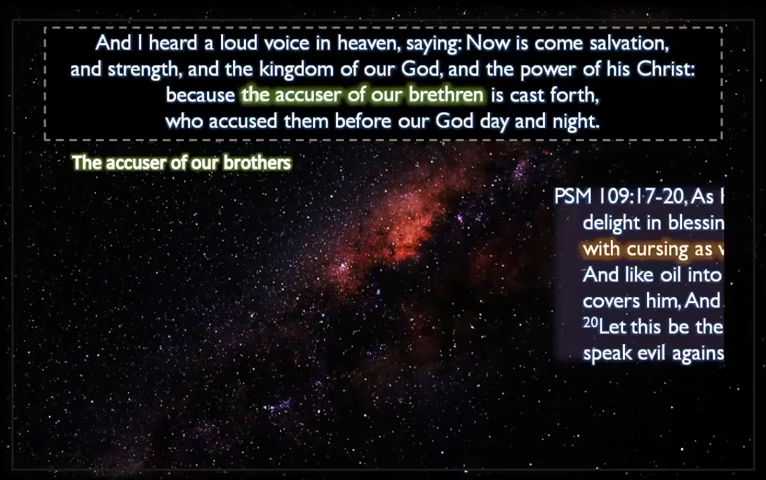 And I heard a loud voice in heaven, saying: Now is come salvation,
and strength, and the kingdom of our God, and the power of his Christ:
because the accuser of our brethren is cast forth,
who accused them before our God day and night.
The accuser of our brothers
PSM 109:17-20, As
delight in blessin
with cursing as
And like oil into
covers him, And
²⁰Let this be the
speak evil agains